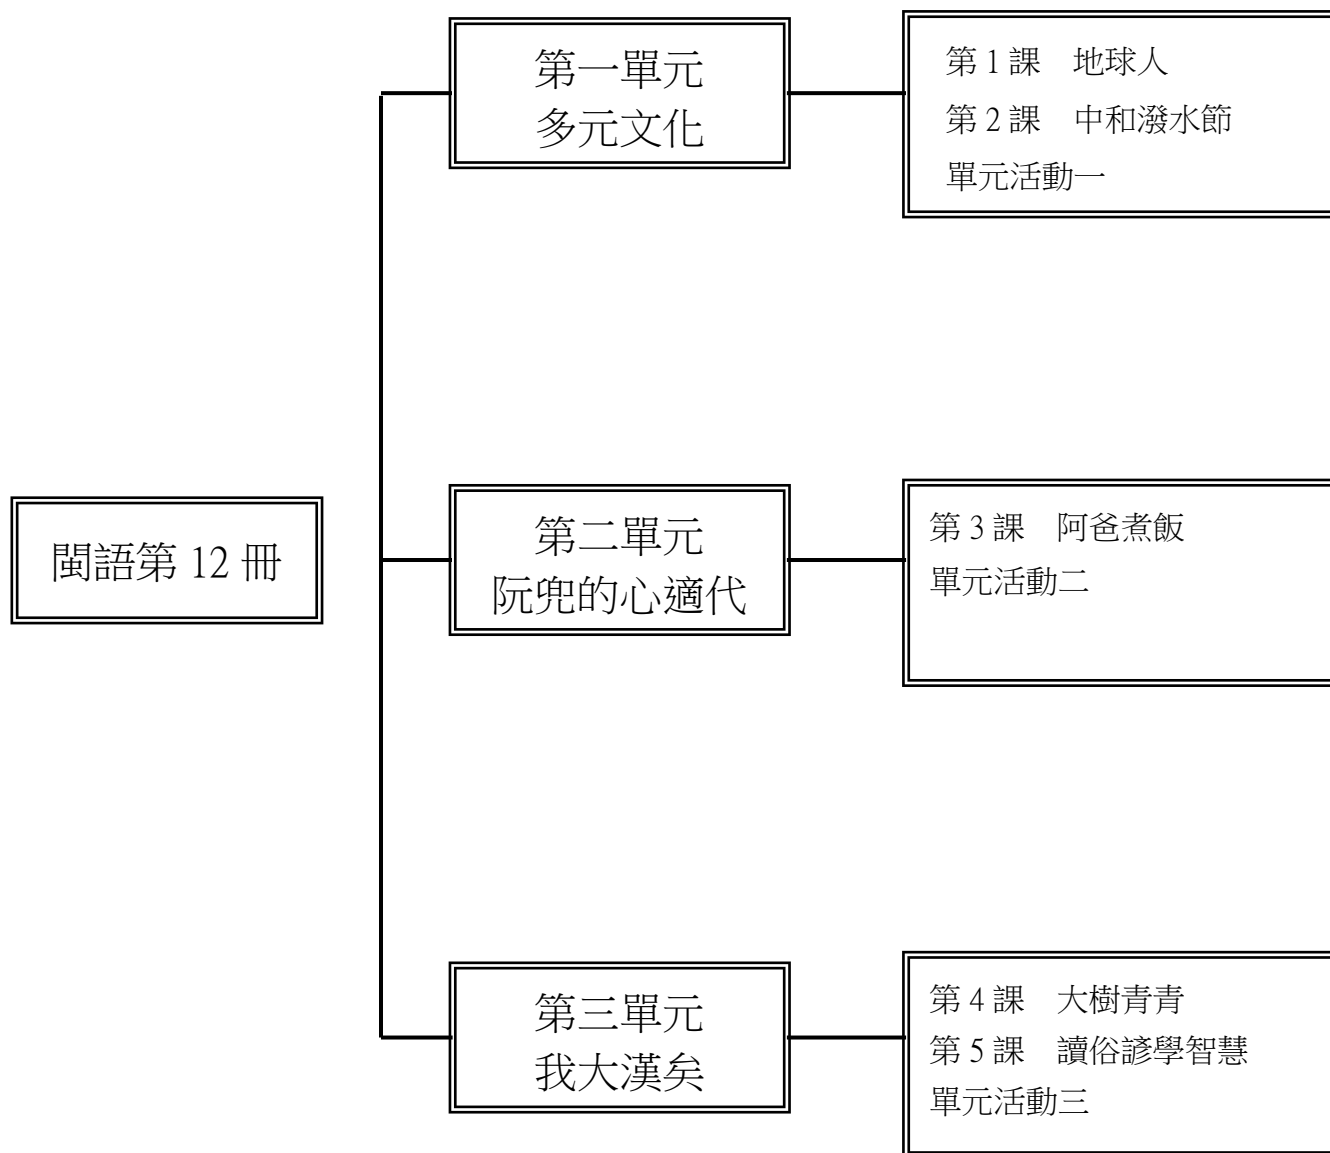 閩語第 12 冊
第一單元
多元文化
第 1 課　地球人
第 2 課　中和潑水節
單元活動一
第二單元
阮兜的心適代
第 3 課　阿爸煮飯
單元活動二
第三單元
我大漢矣
第 4 課　大樹青青
第 5 課　讀俗諺學智慧
單元活動三